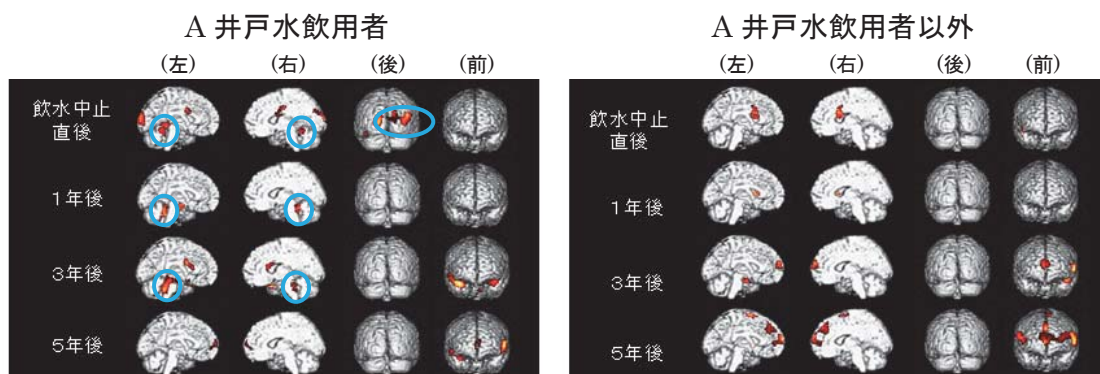 A 井戸水飲用者
A 井戸水飲用者以外
(左) (右) (後) (前)
(左) (右) (後) (前)
飲水中止
直後
1年後
3年後
5年後
飲水中止
直後
1年後
3年後
5年後